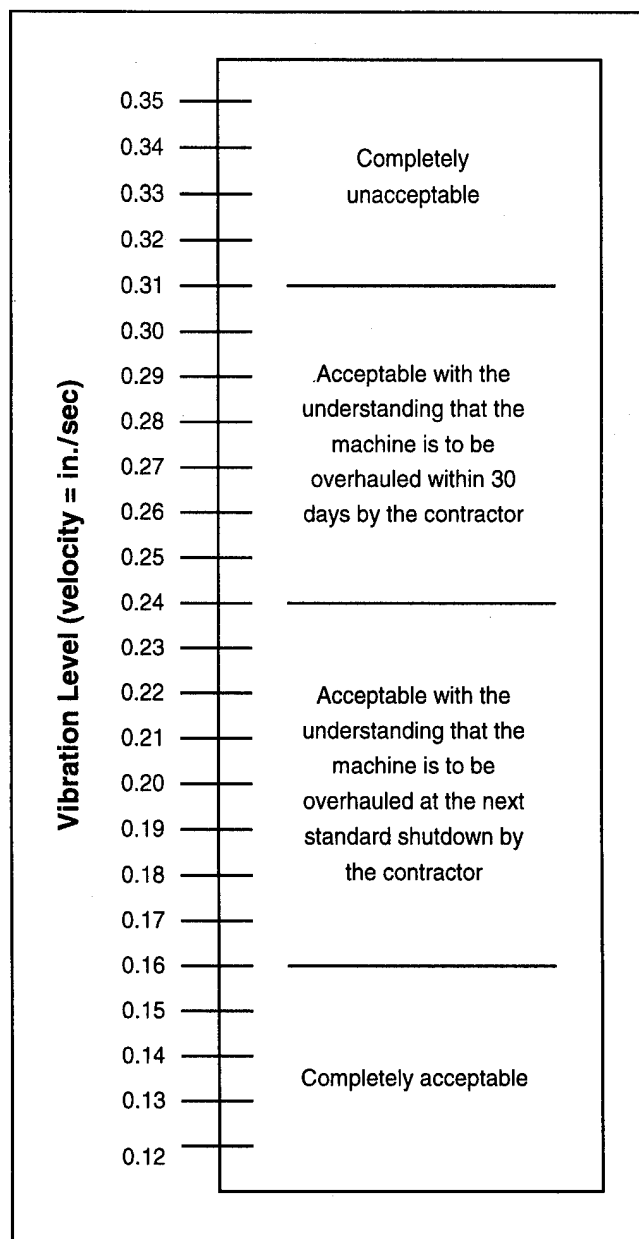 Vibration Level (velocity = in./sec)
0.35
0.34
0.33
0.32
0.31
0.30
0.29
0.28
0.27
0.26
0.25
0.24
0.23
0.22
0.21
0.20
0.19
0.18
0.17
0.16
0.15
0.14
0.13
0.12
Completely
unacceptable
Acceptable with the
understanding that the
machine is to be
overhauled within 30
days by the contractor
Acceptable with the
understanding that the
machine is to be
overhauled at the next
standard shutdown by
the contractor
Completely acceptable